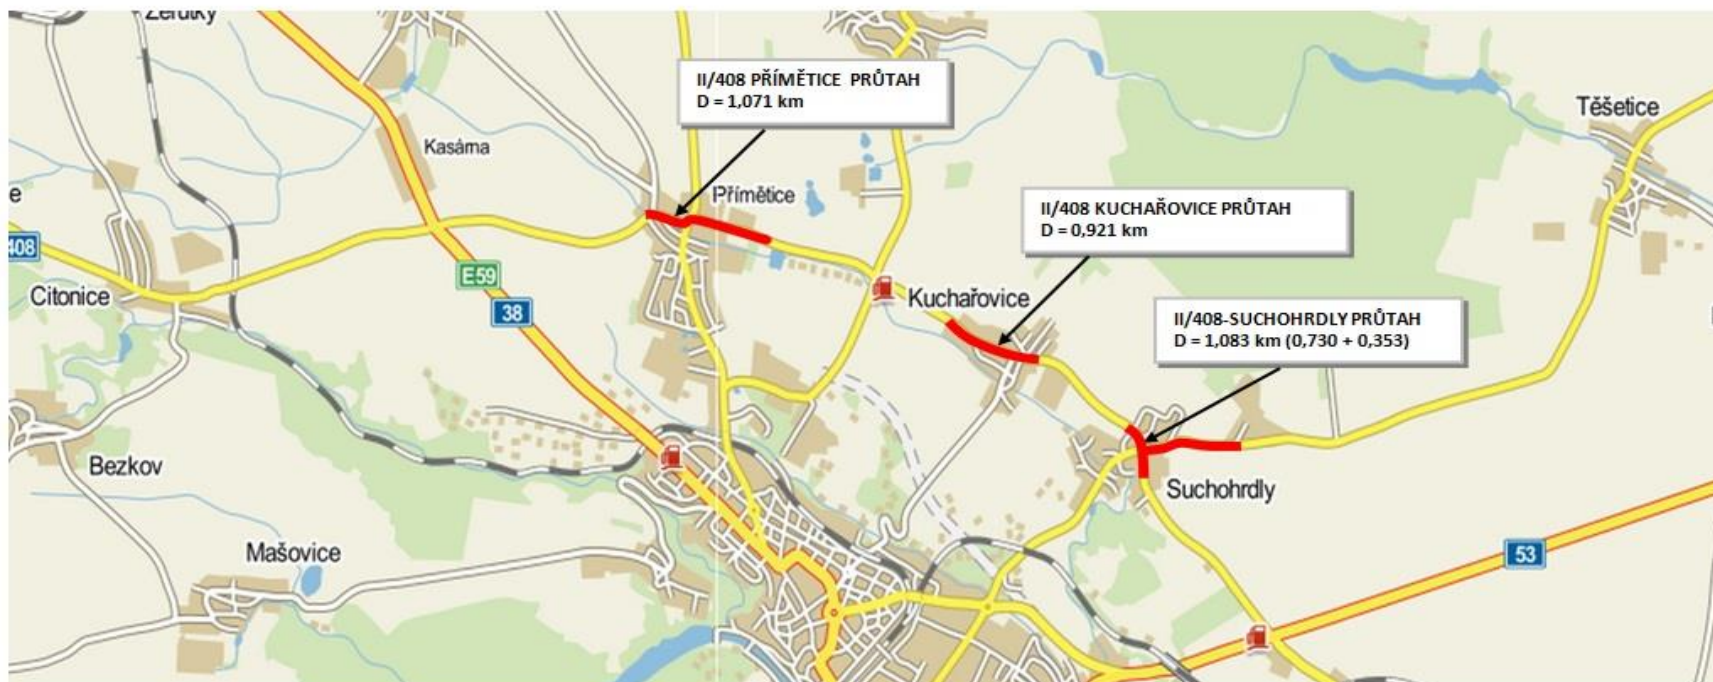 Žerůtky
II/408 PŘÍMĚTICE PRŮTAH
D = 1,071 km
Těšetice
Kasárna
Přímětice
e
II/408 KUCHAŘOVICE PRŮTAH
D = 0,921 km
408
E59
Citonice
38
Kuchařovice
II/408-SUCHOHRDLY PRŮTAH
D = 1,083 km (0,730 + 0,353)
Bezkov
Suchohrdly
Mašovice
53